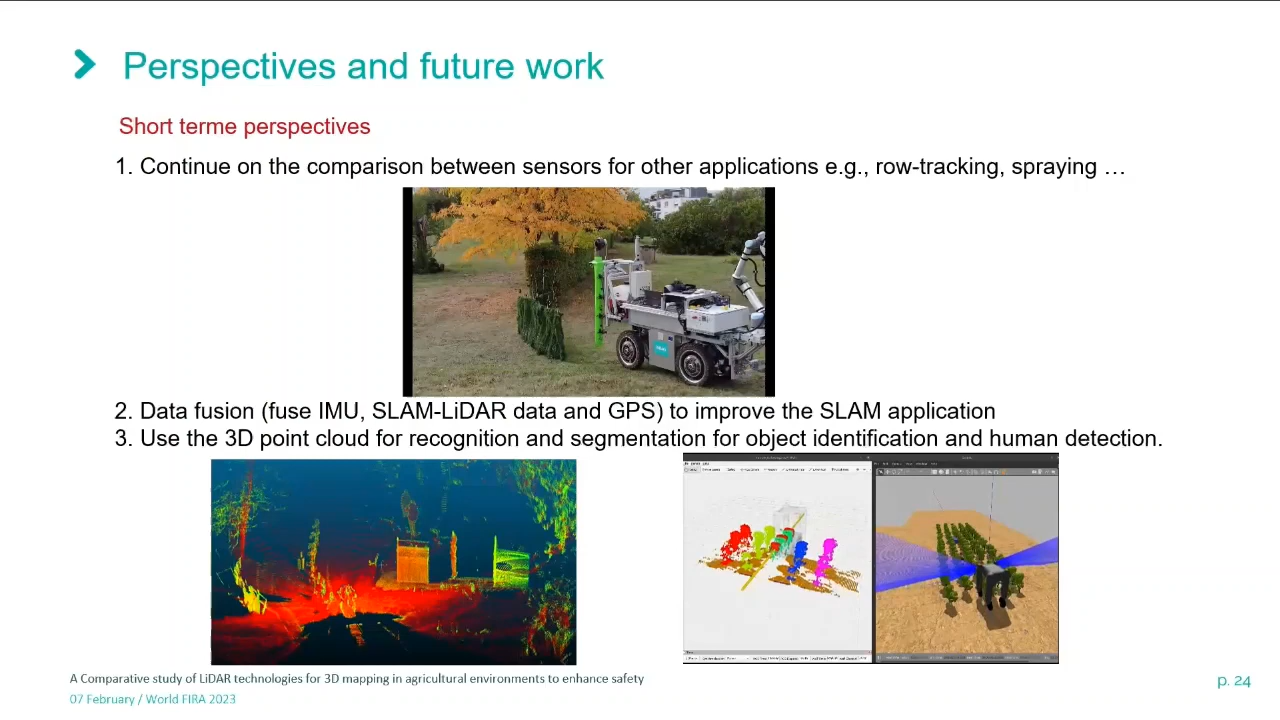 Perspectives and future work
Short terme perspectives
1. Continue on the comparison between sensors for other applications e.g., row-tracking, spraying …
2. Data fusion (fuse IMU, SLAM-LiDAR data and GPS) to improve the SLAM application
3. Use the 3D point cloud for recognition and segmentation for object identification and human detection.
A Comparative study of LiDAR technologies for 3D mapping in agricultural environments to enhance safety
07 February / World FIRA 2023
p. 24